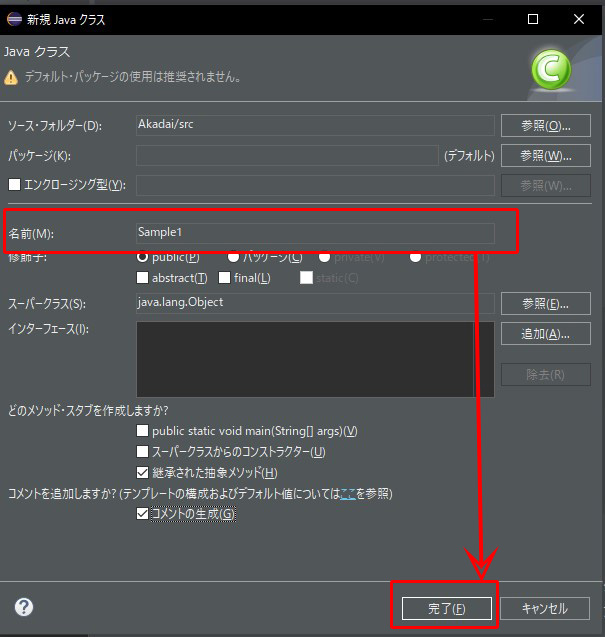 新規 Java クラス
Java クラス
デフォルト・パッケージの使用は推奨されません。
ソース・フォルダー(D): Akadai/src 参照(O)...
パッケージ(K): (デフォルト) 参照(W)...
エンクロージング型(Y): 参照(W)...
名前(M): Sample1
修飾子: public(P) パッケージ(C) private(V) protected(T)
abstract(T) final(L) static(C)
スーパークラス(S): java.lang.Object 参照(E)...
インターフェース(I): 追加(A)...
除去(R)
どのメソッド・スタブを作成しますか?
public static void main(String[] args)(V)
スーパークラスからのコンストラクター(U)
継承された抽象メソッド(H)
コメントを追加しますか? (テンプレートの構成およびデフォルト値についてはここを参照)
コメントの生成(G)
完了(F) キャンセル